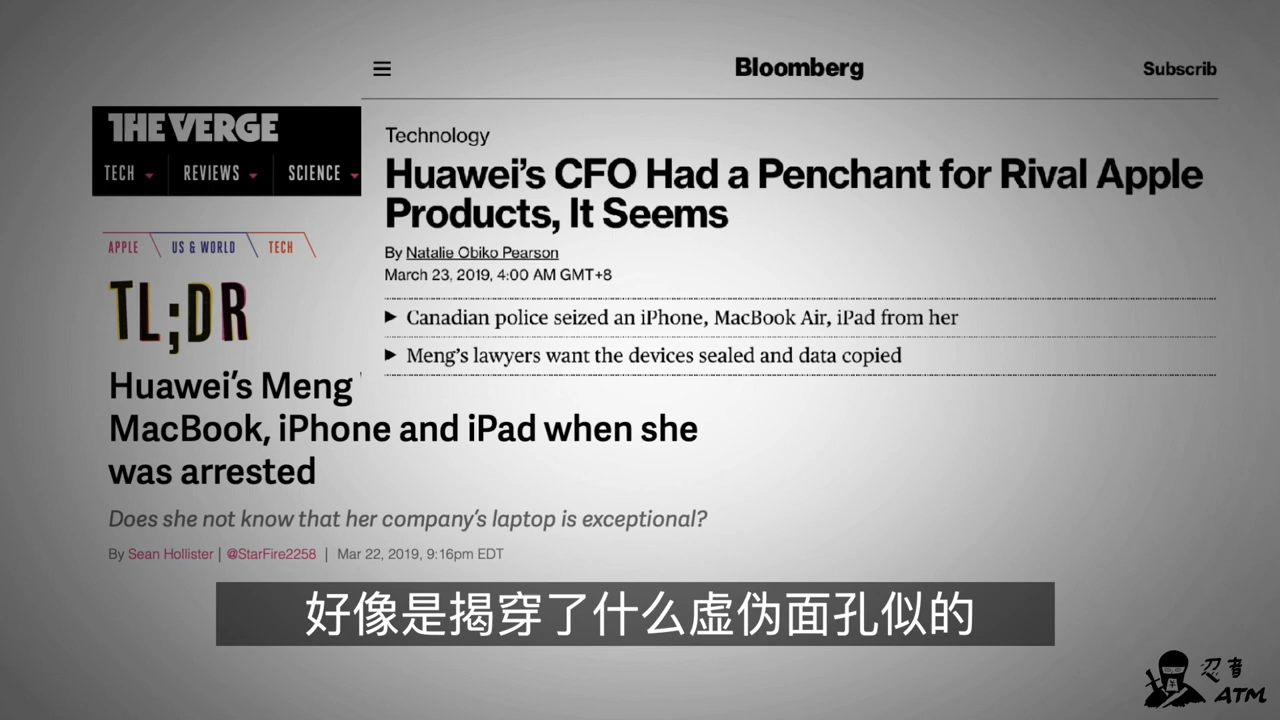 Bloomberg
Subscrib
THE VERGE
TECH
REVIEWS
SCIENCE
Technology
Huawei's CFO Had a Penchant for Rival Apple
Products, It Seems
By Natalie Obiko Pearson
March 23, 2019, 4:00 AM GMT+8
Canadian police seized an iPhone, MacBook Air, iPad from her
Meng's lawyers want the devices sealed and data copied
APPLE
US & WORLD
TECH
TL;DR
Huawei's Meng
MacBook, iPhone and iPad when she
was arrested
Does she not know that her company's laptop is exceptional?
By Sean Hollister | @StarFire2258 | Mar 22, 2019, 9:16pm EDT
好像是揭穿了什么虚伪面孔似的
忍者
ATM